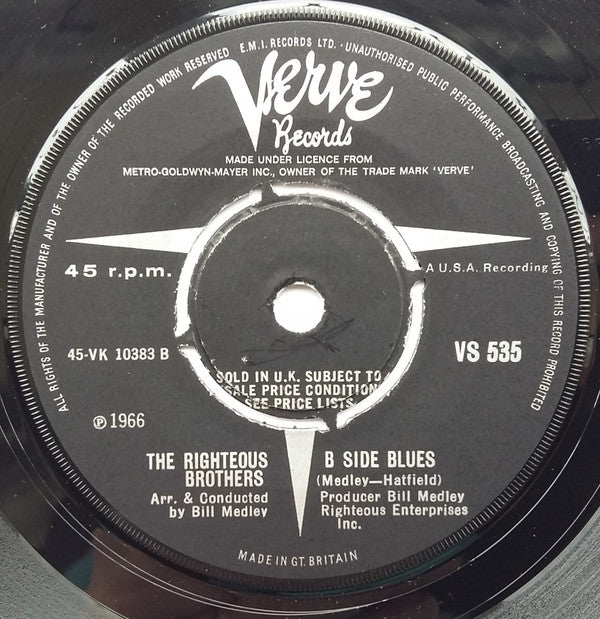 ALL RIGHTS OF THE MANUFACTURER AND OF THE OWNER OF THE RECORDED WORK RESERVED E.M.I. RECORDS LTD. · UNAUTHORISED PUBLIC PERFORMANCE BROADCASTING AND COPYING OF THIS RECORD PROHIBITED
Verve
Records
MADE UNDER LICENCE FROM
METRO-GOLDWYN-MAYER INC., OWNER OF THE TRADE MARK 'VERVE'
45 r.p.m.
A U.S.A. Recording
45-VK 10383 B
VS 535
SOLD IN U.K. SUBJECT TO
SALE PRICE CONDITION
SEE PRICE LISTS
Ⓟ 1966
THE RIGHTEOUS
BROTHERS
Arr. & Conducted
by Bill Medley
B SIDE BLUES
(Medley—Hatfield)
Producer Bill Medley
Righteous Enterprises
Inc.
MADE IN GT. BRITAIN